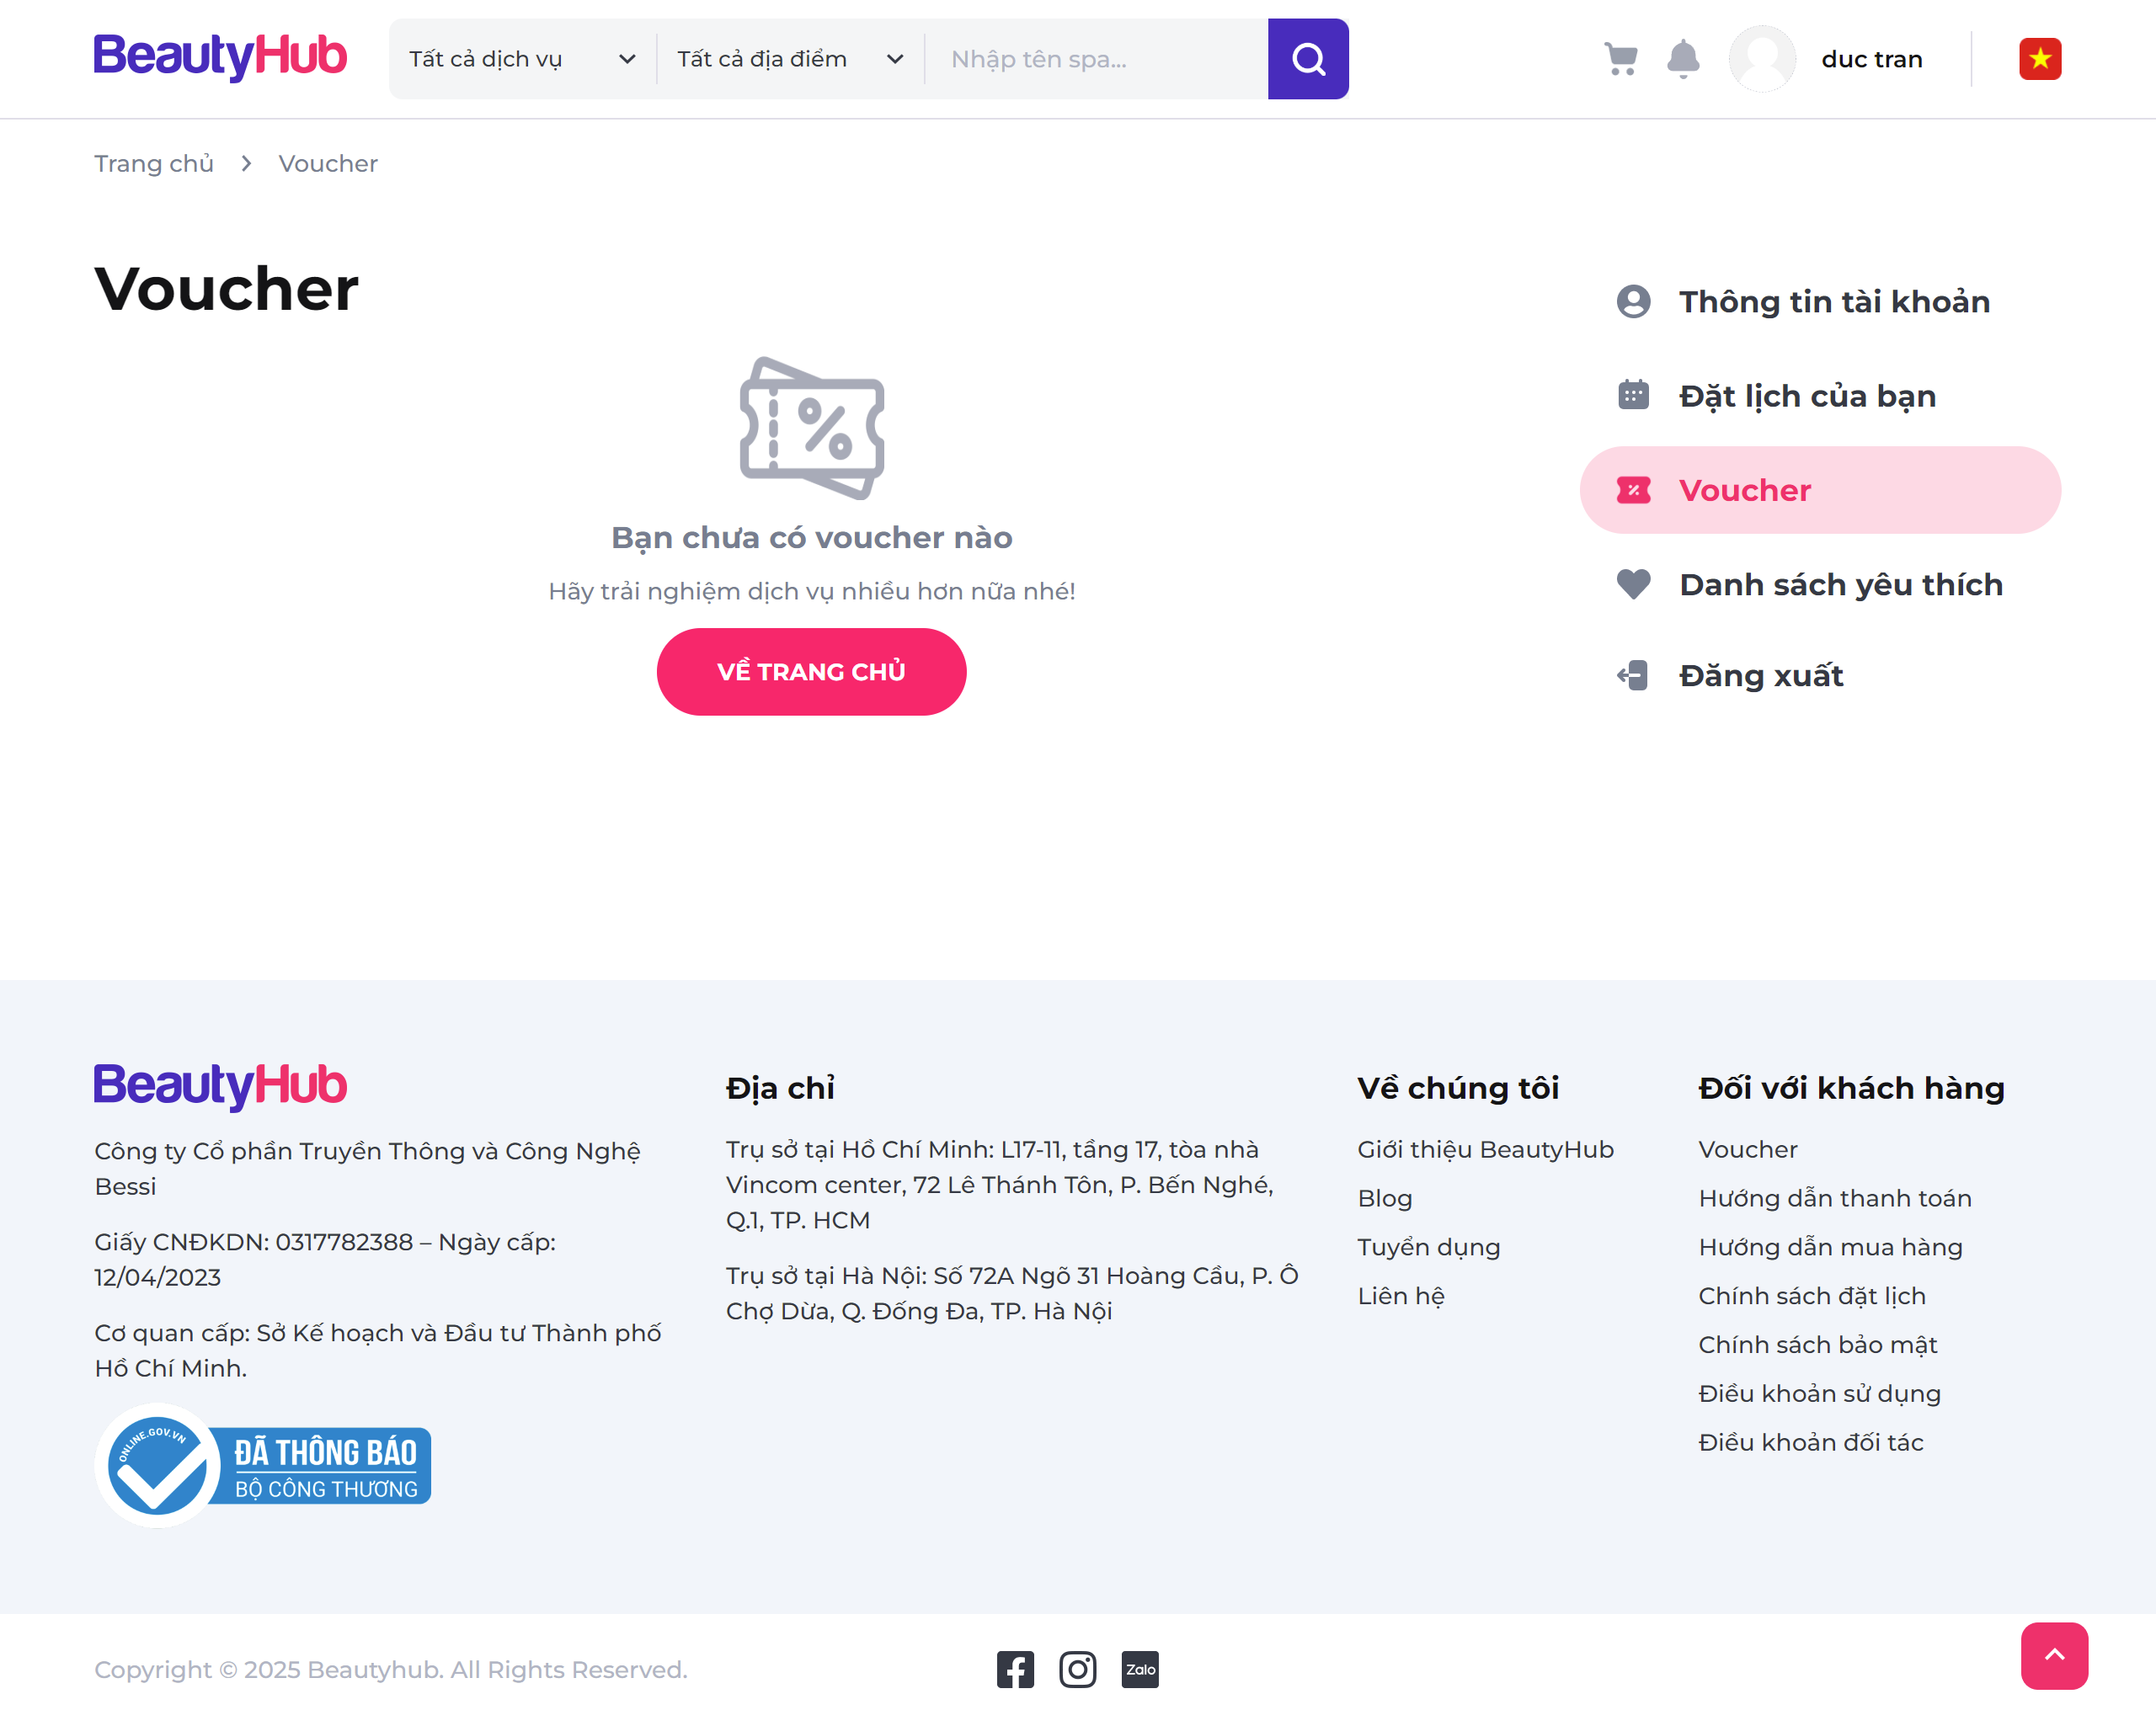 BeautyHub
Tất cả dịch vụ
Tất cả địa điểm
Nhập tên spa...
duc tran
Trang chủ
Voucher
Voucher
Bạn chưa có voucher nào
Hãy trải nghiệm dịch vụ nhiều hơn nữa nhé!
VỀ TRANG CHỦ
Thông tin tài khoản
Đặt lịch của bạn
Voucher
Danh sách yêu thích
Đăng xuất
BeautyHub
Công ty Cổ phần Truyền Thông và Công Nghệ
Bessi
Giấy CNĐKDN: 0317782388 – Ngày cấp:
12/04/2023
Cơ quan cấp: Sở Kế hoạch và Đầu tư Thành phố
Hồ Chí Minh.
ONLINE.GOV.VN
ĐÃ THÔNG BÁO
BỘ CÔNG THƯƠNG
Địa chỉ
Trụ sở tại Hồ Chí Minh: L17-11, tầng 17, tòa nhà
Vincom center, 72 Lê Thánh Tôn, P. Bến Nghé,
Q.1, TP. HCM
Trụ sở tại Hà Nội: Số 72A Ngõ 31 Hoàng Cầu, P. Ô
Chợ Dừa, Q. Đống Đa, TP. Hà Nội
Về chúng tôi
Giới thiệu BeautyHub
Blog
Tuyển dụng
Liên hệ
Đối với khách hàng
Voucher
Hướng dẫn thanh toán
Hướng dẫn mua hàng
Chính sách đặt lịch
Chính sách bảo mật
Điều khoản sử dụng
Điều khoản đối tác
Copyright © 2025 Beautyhub. All Rights Reserved.
Zalo